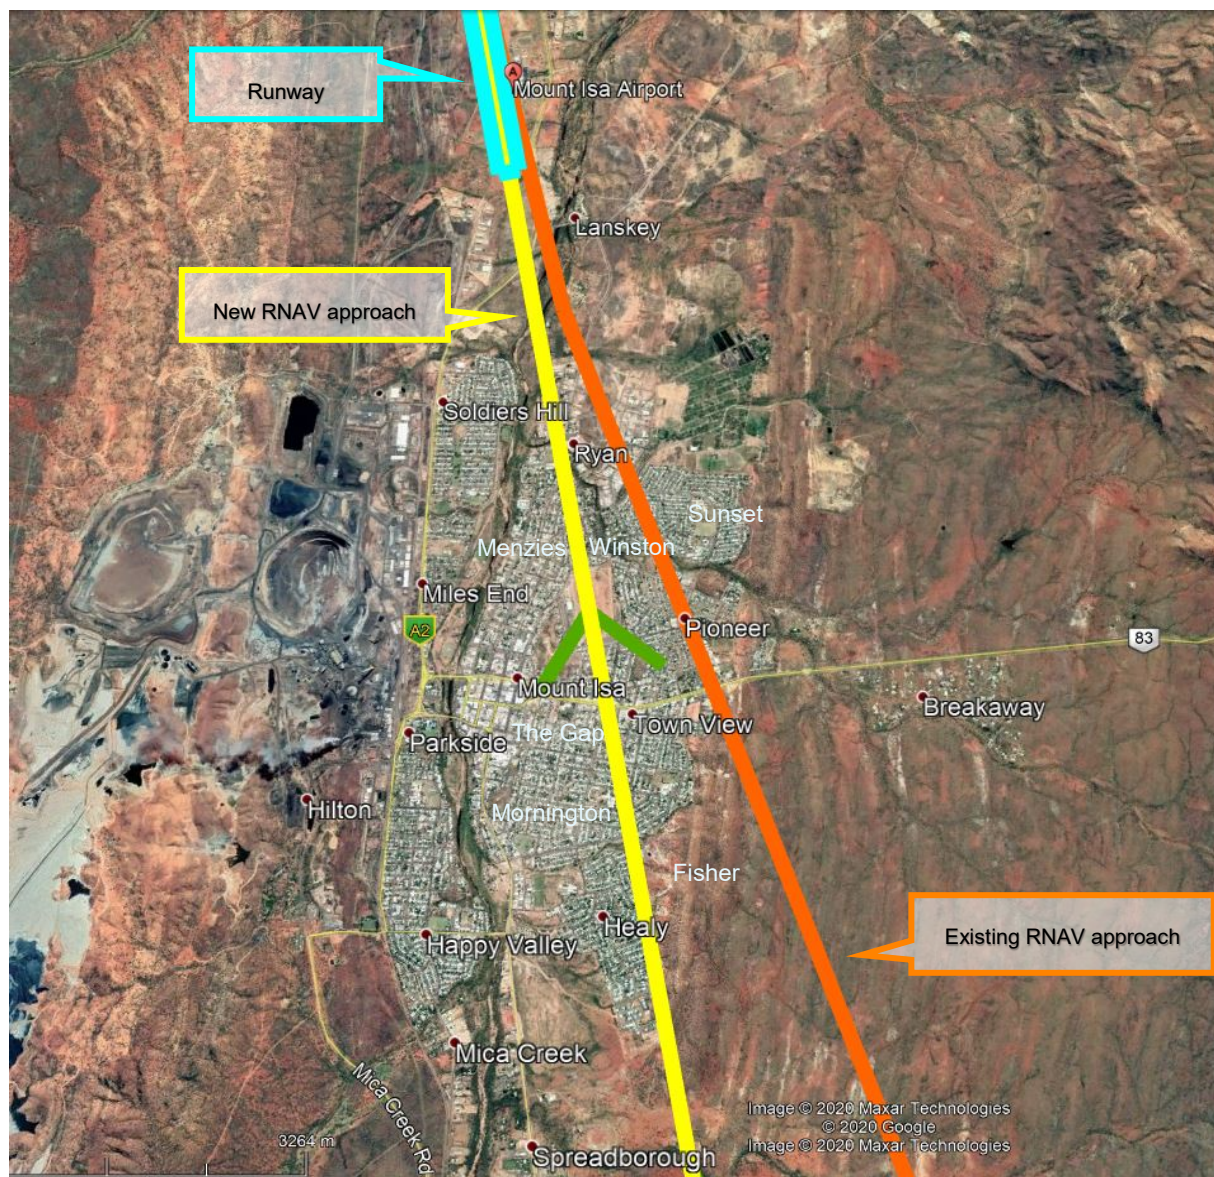 Runway
A
Mount Isa Airport
Lanskey
New RNAV approach
Soldiers Hill
Ryan
Sunset
Menzies
Winston
Miles End
A2
Pioneer
83
Mount Isa
Breakaway
Town View
The Gap
Parkside
Hilton
Mornington
Fisher
Healy
Existing RNAV approach
Happy Valley
Mica Creek
Mica Creek Rd
Image © 2020 Maxar Technologies
© 2020 Google
Image © 2020 Maxar Technologies
3264 m
Spreadborough